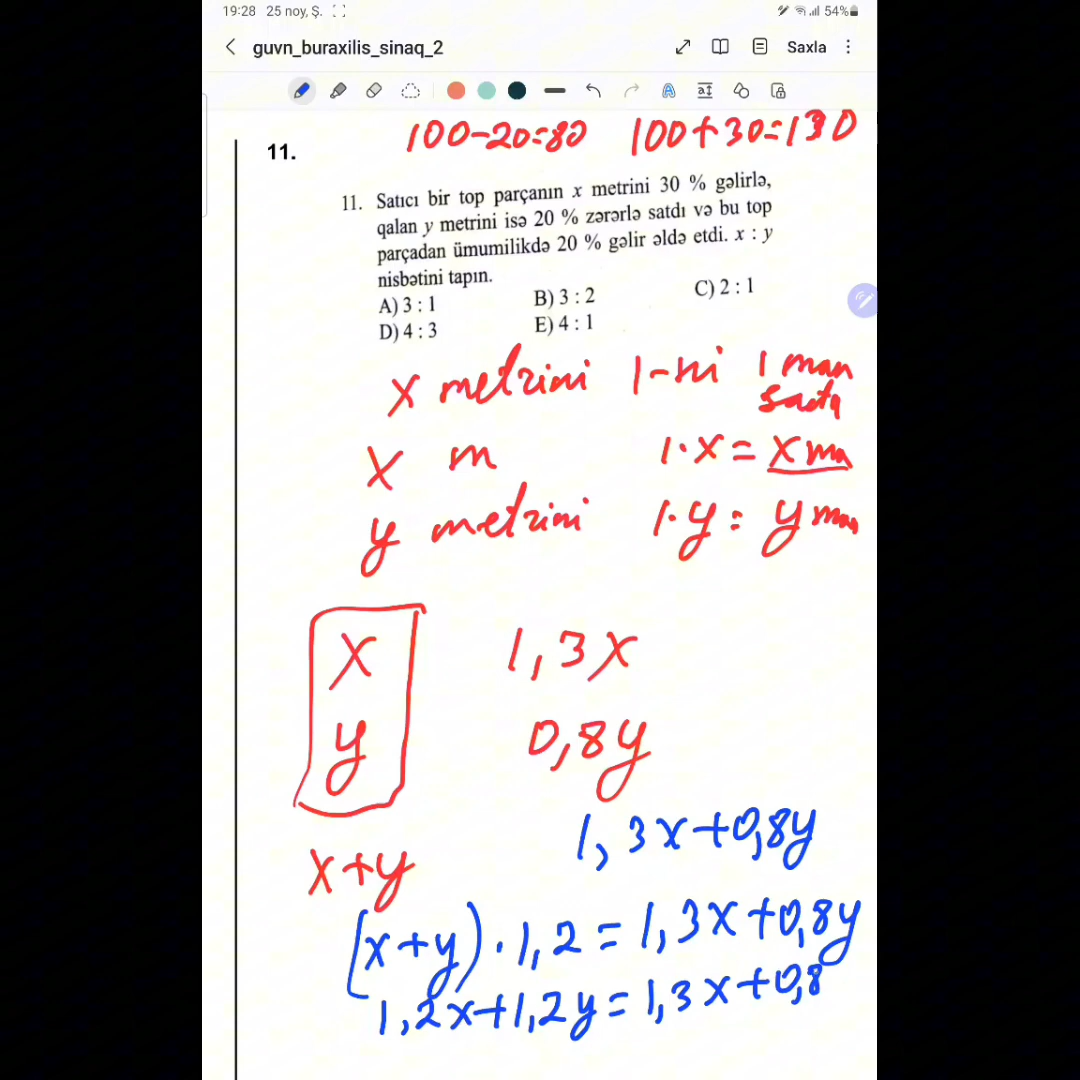 19:28 25 noy, Ş. 54%
guvn_buraxilis_sinaq_2 Saxla
100-20=80 100+30=130
11.
11. Satıcı bir top parçanın x metrini 30 % gəlirlə,
qalan y metrini isə 20 % zərərlə satdı və bu top
parçadan ümumilikdə 20 % gəlir əldə etdi. x : y
nisbətini tapın.
A) 3 : 1 B) 3 : 2 C) 2 : 1
D) 4 : 3 E) 4 : 1
x metrini 1-ni 1 man
x m 1·x = x ma
y metrini 1·y = y man
x 1,3x
y 0,8y
1,3x+0,8y
x+y
(x+y)·1,2=1,3x+0,8y
1,2x+1,2y=1,3x+0,8